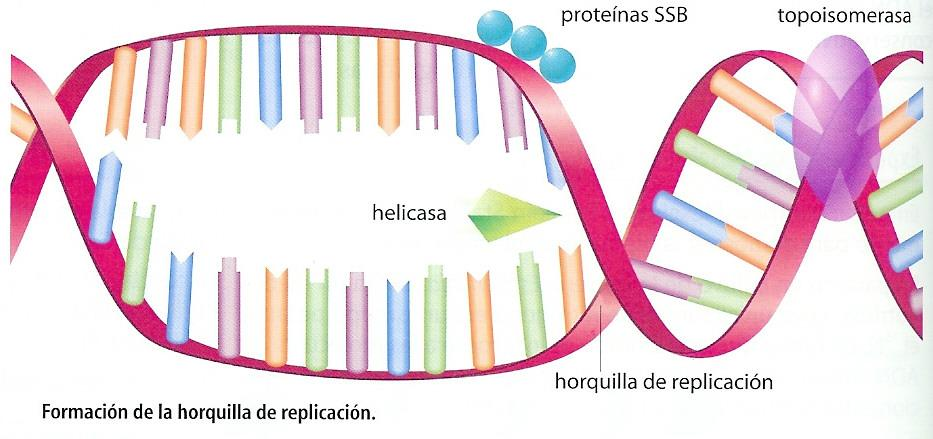 proteínas SSB
topoisomerasa
helicasa
horquilla de replicación
Formación de la horquilla de replicación.